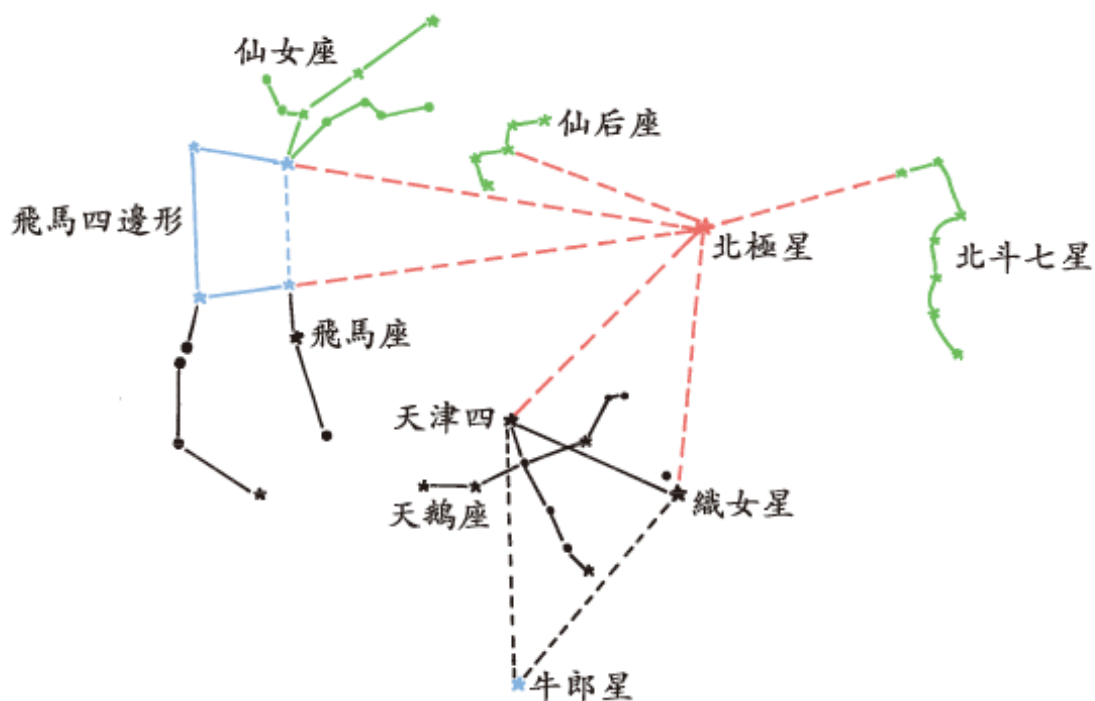 仙女座
仙后座
飛馬四邊形
北極星
北斗七星
飛馬座
天津四
天鵝座
織女星
牛郎星